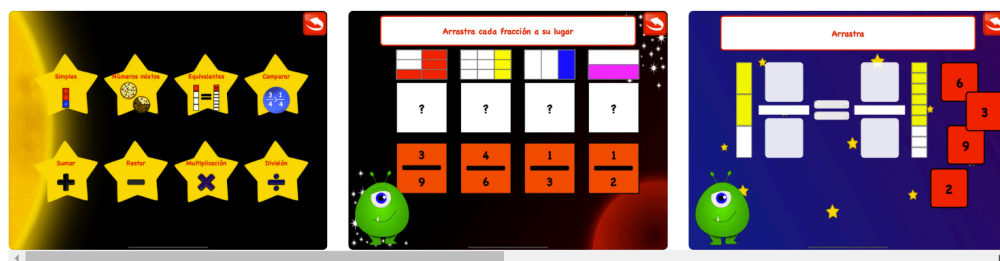 Simples
Números mixtos
Equivalentes
Comparar
=
3/4 > 1/4
Sumar
Restar
Multiplicación
División
+
−
×
÷
Arrastra cada fracción a su lugar
? ? ? ?
3 4 1 1
9 6 3 2
Arrastra
=
6
3
9
2